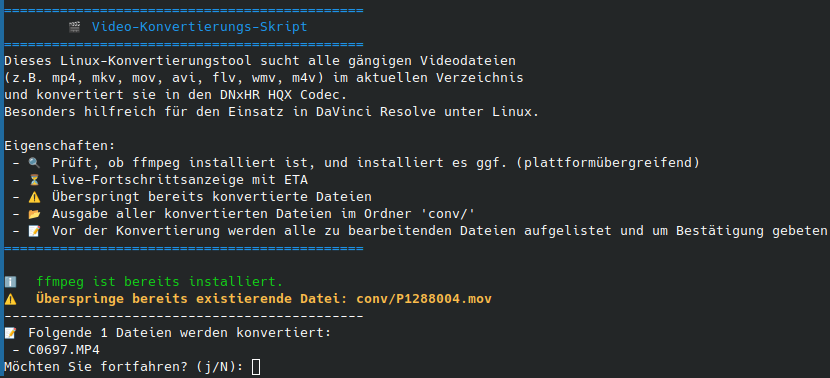 =============================================
🎬 Video-Konvertierungs-Skript
=============================================
Dieses Linux-Konvertierungstool sucht alle gängigen Videodateien
(z.B. mp4, mkv, mov, avi, flv, wmv, m4v) im aktuellen Verzeichnis
und konvertiert sie in den DNxHR HQX Codec.
Besonders hilfreich für den Einsatz in DaVinci Resolve unter Linux.

Eigenschaften:
- 🔍 Prüft, ob ffmpeg installiert ist, und installiert es ggf. (plattformübergreifend)
- ⏳ Live-Fortschrittsanzeige mit ETA
- ⚠️ Überspringt bereits konvertierte Dateien
- 📂 Ausgabe aller konvertierten Dateien im Ordner 'conv/'
- 📝 Vor der Konvertierung werden alle zu bearbeitenden Dateien aufgelistet und um Bestätigung gebeten
=============================================

ℹ️ ffmpeg ist bereits installiert.
⚠️ Überspringe bereits existierende Datei: conv/P1288004.mov
---------------------------------------------
📝 Folgende 1 Dateien werden konvertiert:
- C0697.MP4
Möchten Sie fortfahren? (j/N):